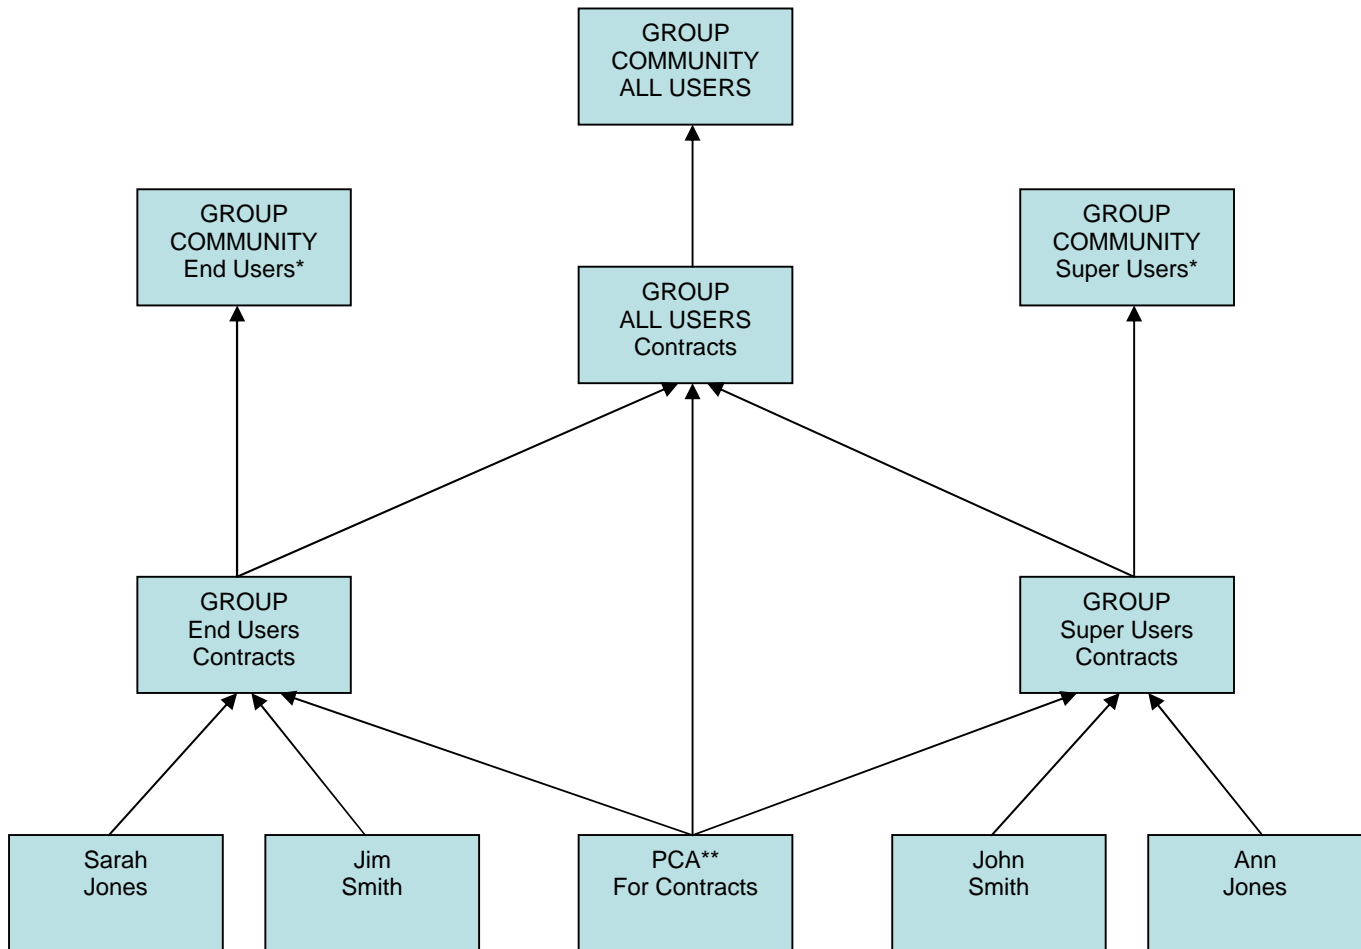 GROUP
COMMUNITY
ALL USERS
GROUP
COMMUNITY
End Users*
GROUP
COMMUNITY
Super Users*
GROUP
ALL USERS
Contracts
GROUP
End Users
Contracts
GROUP
Super Users
Contracts
Sarah
Jones
Jim
Smith
PCA**
For Contracts
John
Smith
Ann
Jones